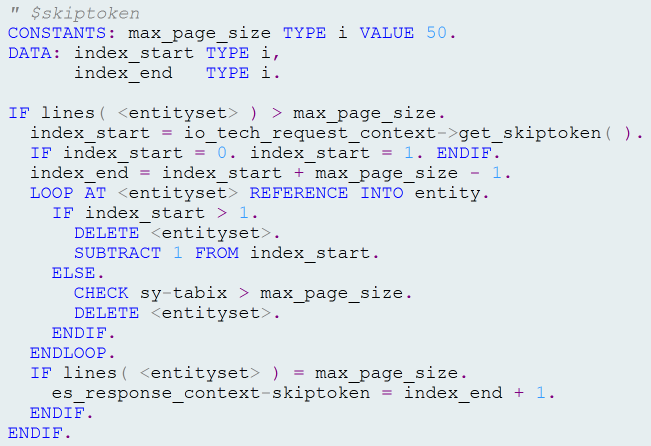 " $skiptoken
CONSTANTS: max_page_size TYPE i VALUE 50.
DATA: index_start TYPE i,
      index_end   TYPE i.

IF lines( <entityset> ) > max_page_size.
  index_start = io_tech_request_context->get_skiptoken( ).
  IF index_start = 0. index_start = 1. ENDIF.
  index_end = index_start + max_page_size - 1.
  LOOP AT <entityset> REFERENCE INTO entity.
    IF index_start > 1.
      DELETE <entityset>.
      SUBTRACT 1 FROM index_start.
    ELSE.
      CHECK sy-tabix > max_page_size.
      DELETE <entityset>.
    ENDIF.
  ENDLOOP.
  IF lines( <entityset> ) = max_page_size.
    es_response_context-skiptoken = index_end + 1.
  ENDIF.
ENDIF.